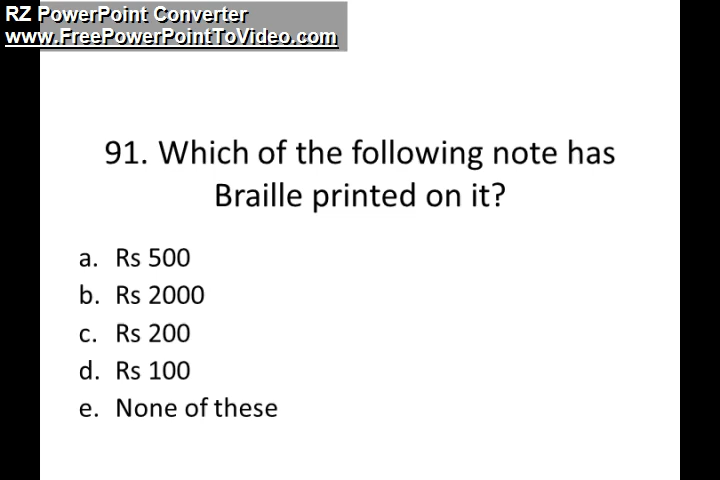 RZ PowerPoint Converter
www.FreePowerPointToVideo.com
91. Which of the following note has
Braille printed on it?
a. Rs 500
b. Rs 2000
c. Rs 200
d. Rs 100
e. None of these